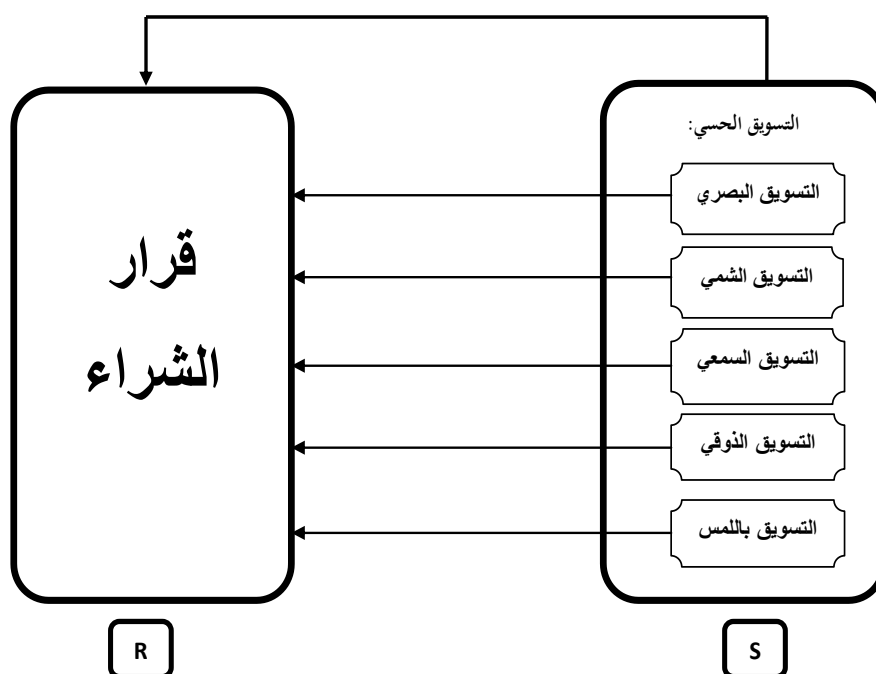 التسويق الحسي:
التسويق البصري
التسويق الشمي
التسويق السمعي
التسويق الذوقي
التسويق باللمس
قرار
الشراء
S
R